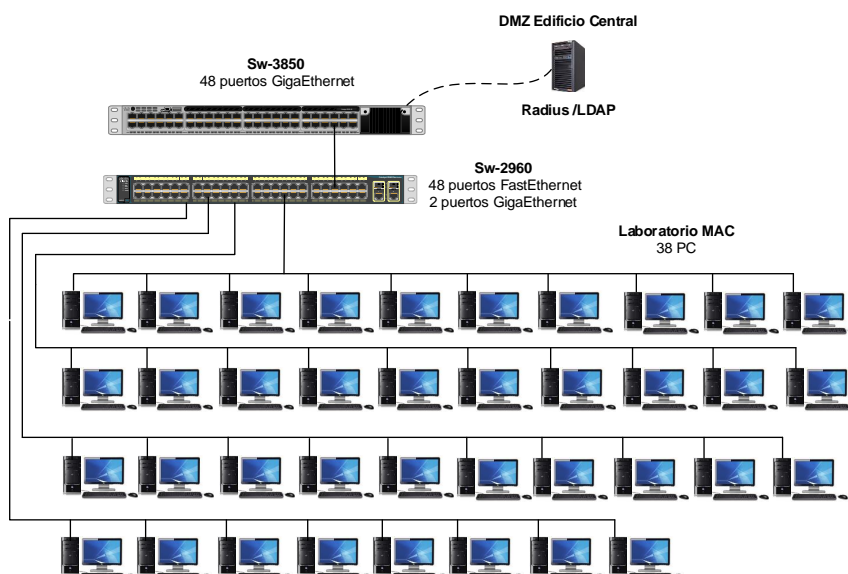 DMZ Edificio Central
Sw-3850
48 puertos GigaEthernet
Radius /LDAP
Sw-2960
48 puertos FastEthernet
2 puertos GigaEthernet
Laboratorio MAC
38 PC